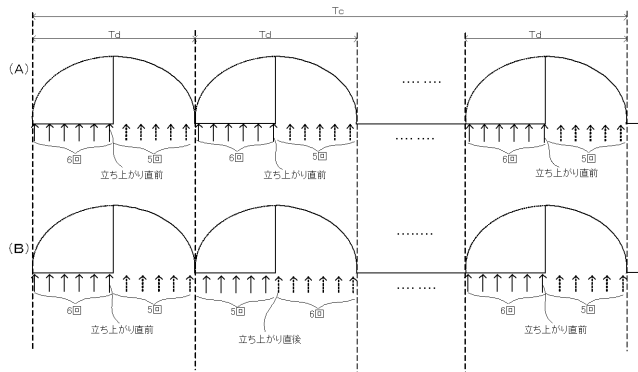 Tc
Td Td Td
(A)
‥‥ ‥‥
‥‥ ‥‥
6回 5回 6回 5回 6回 5回
立ち上がり直前 立ち上がり直前 立ち上がり直前
(B)
‥‥‥‥
‥‥ ‥‥
6回 5回 5回 6回 6回 5回
立ち上がり直前 立ち上がり直後 立ち上がり直前